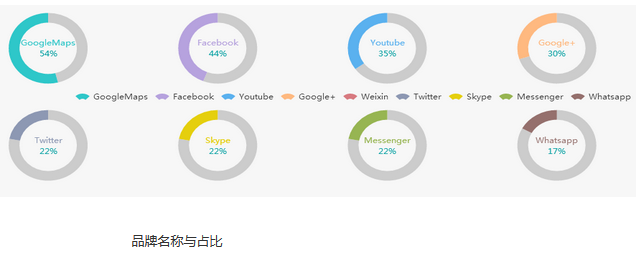 GoogleMaps
54%
Facebook
44%
Youtube
35%
Google+
30%
GoogleMaps Facebook Youtube Google+ Weixin Twitter Skype Messenger Whatsapp
Twitter
22%
Skype
22%
Messenger
22%
Whatsapp
17%
品牌名称与占比